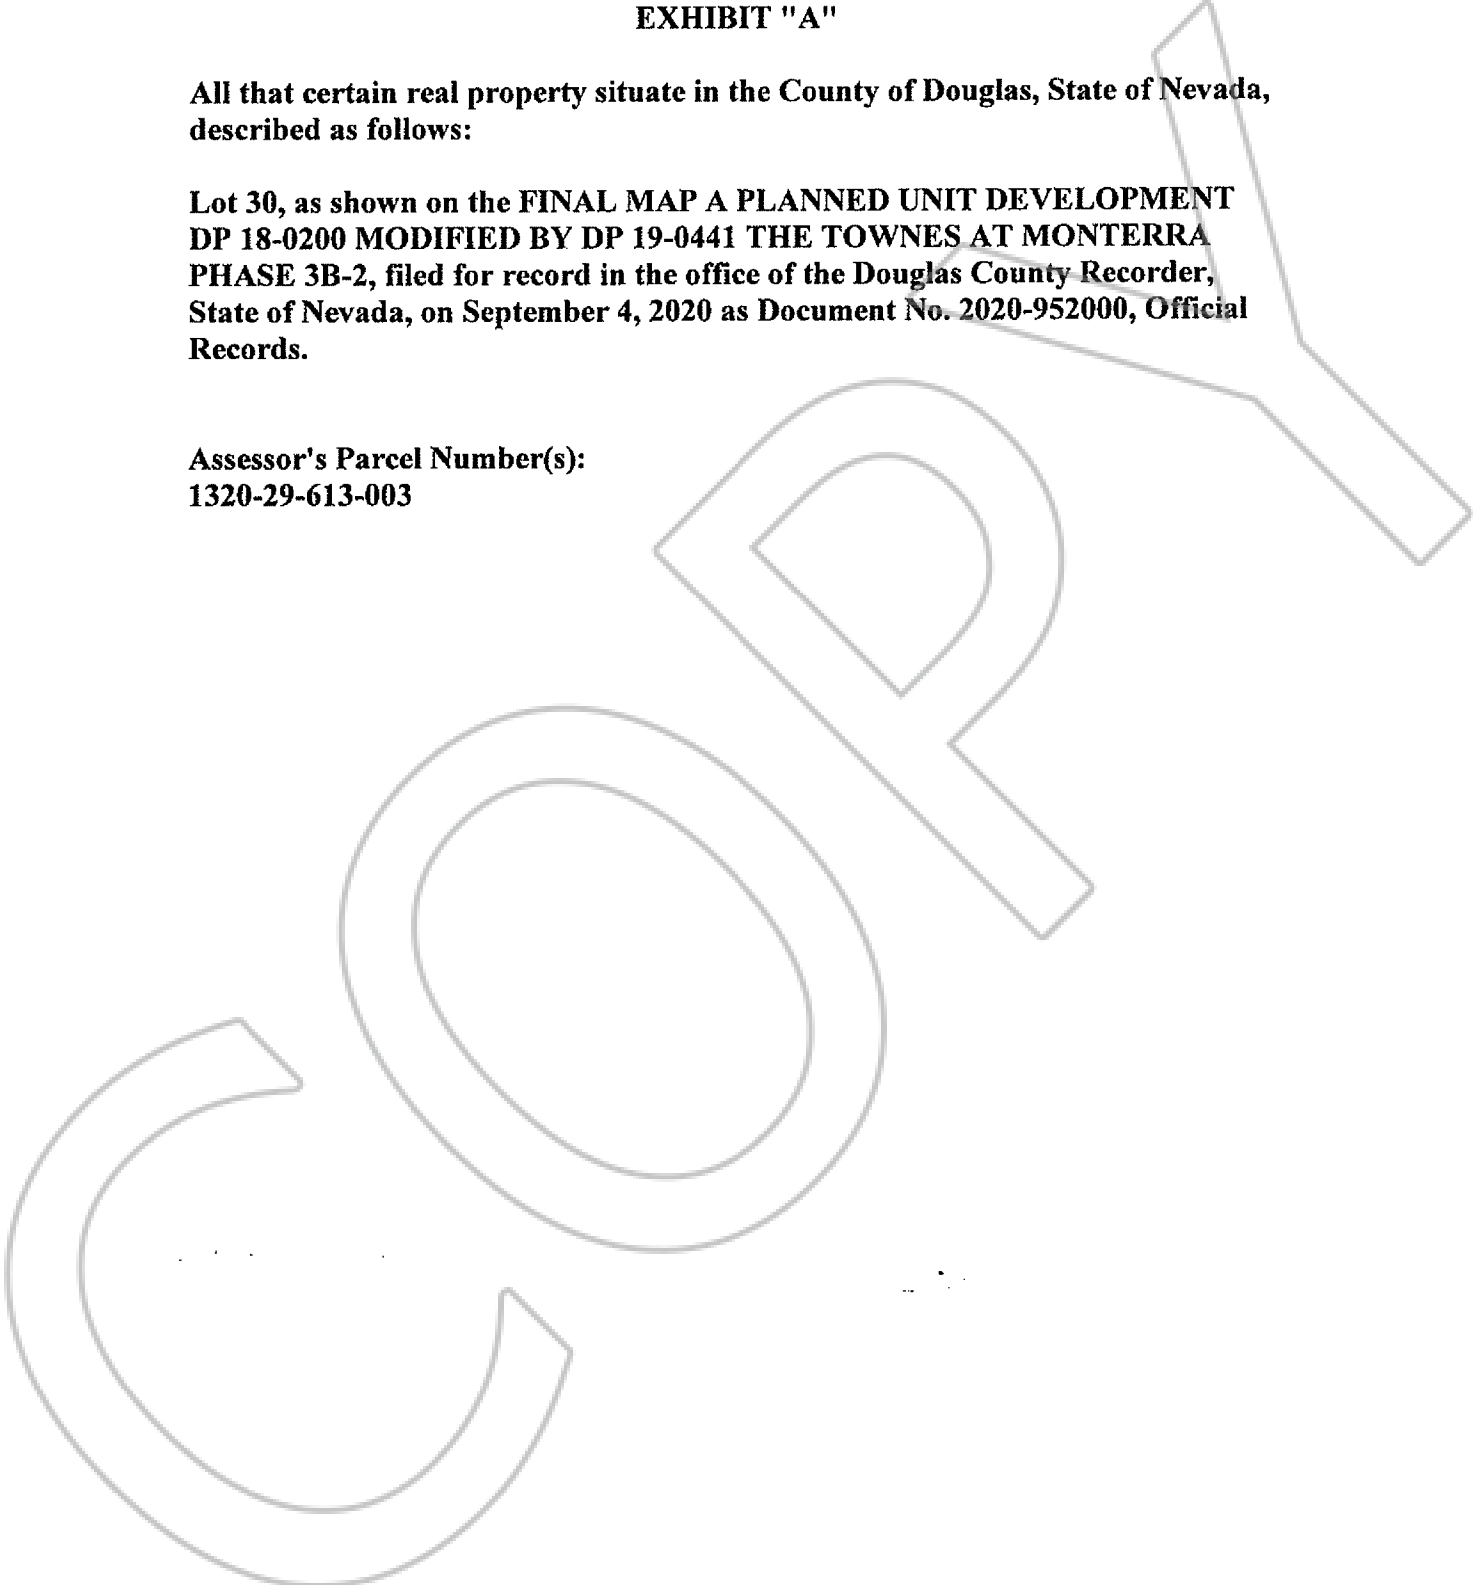 EXHIBIT "A"
All that certain real property situate in the County of Douglas, State of Nevada,
described as follows:
Lot 30, as shown on the FINAL MAP A PLANNED UNIT DEVELOPMENT
DP 18-0200 MODIFIED BY DP 19-0441 THE TOWNES AT MONTERRA
PHASE 3B-2, filed for record in the office of the Douglas County Recorder,
State of Nevada, on September 4, 2020 as Document No. 2020-952000, Official
Records.
Assessor's Parcel Number(s):
1320-29-613-003
COPY